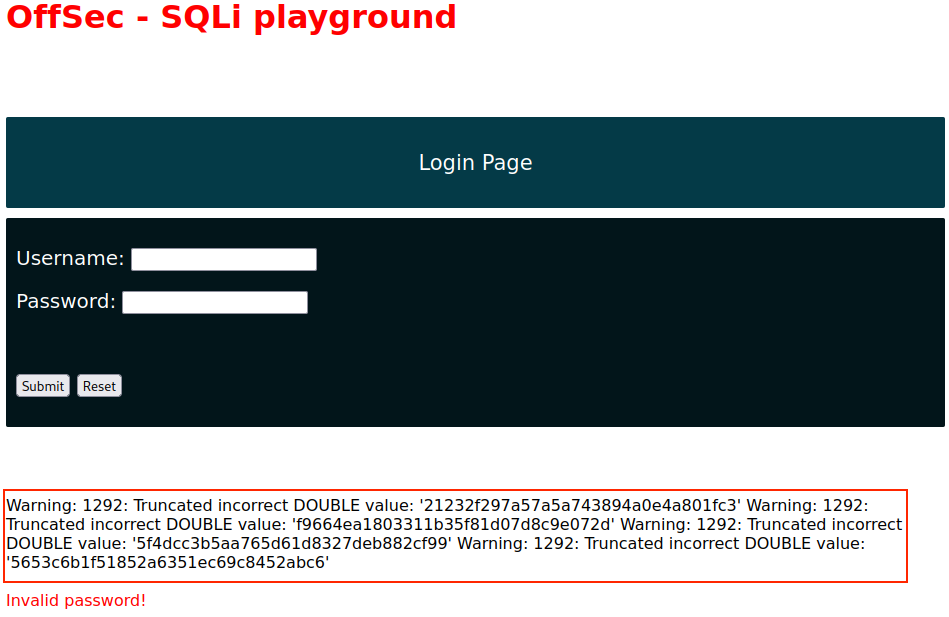 OffSec - SQLi playground
Login Page
Username:
Password:
Submit Reset
Warning: 1292: Truncated incorrect DOUBLE value: '21232f297a57a5a743894a0e4a801fc3' Warning: 1292:
Truncated incorrect DOUBLE value: 'f9664ea1803311b35f81d07d8c9e072d' Warning: 1292: Truncated incorrect
DOUBLE value: '5f4dcc3b5aa765d61d8327deb882cf99' Warning: 1292: Truncated incorrect DOUBLE value:
'5653c6b1f51852a6351ec69c8452abc6'
Invalid password!